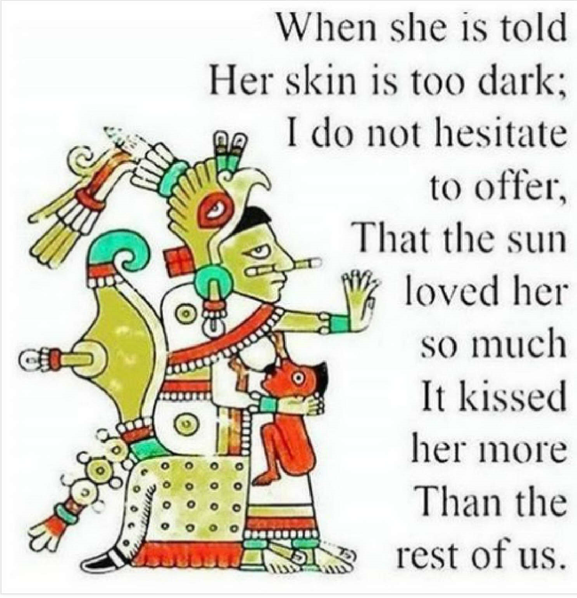 When she is told
Her skin is too dark;
I do not hesitate
to offer,
That the sun
loved her
so much
It kissed
her more
Than the
rest of us.